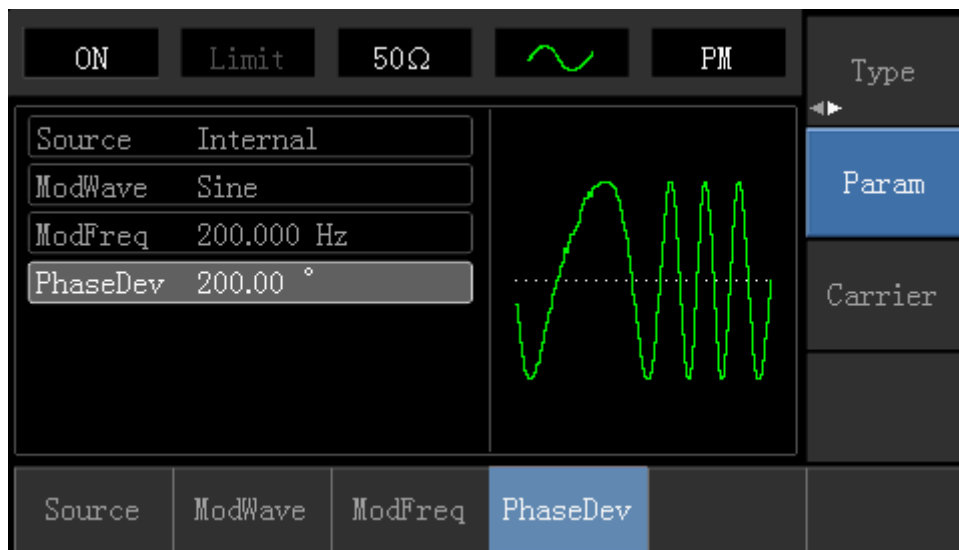 ON Limit 50Ω PM
Type
Source Internal
ModWave Sine
ModFreq 200.000 Hz
PhaseDev 200.00 °
Param
Carrier
Source ModWave ModFreq PhaseDev